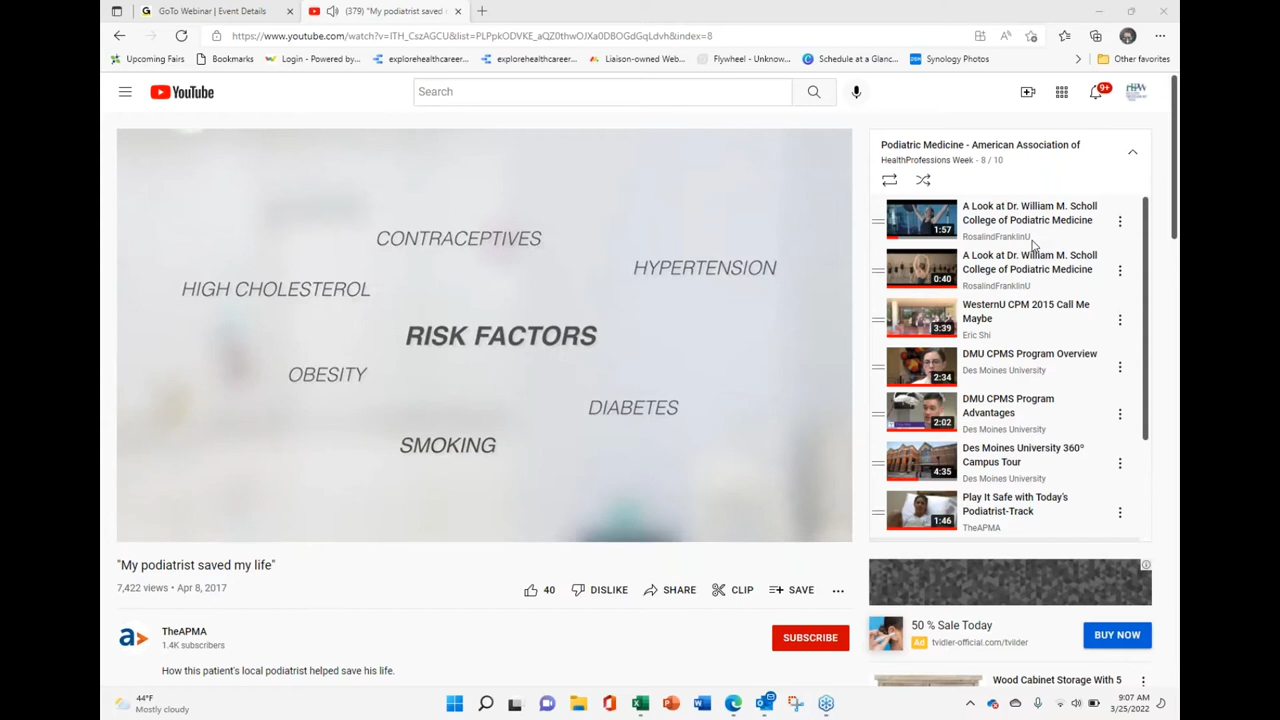 GoTo Webinar | Event Details
(379) "My podiatrist saved
https://www.youtube.com/watch?v=ITH_CszAGCU&list=PLPpkODVKE_aQZ0thwOJXa0D8OGdGqLdvh&index=8
Upcoming Fairs
Bookmarks
Login - Powered by...
explorehealthcareer...
explorehealthcaree...
Liaison-owned Web...
Flywheel - Unknow...
Schedule at a Glanc...
Synology Photos
Other favorites
YouTube
Search
9+
CONTRACEPTIVES
HYPERTENSION
HIGH CHOLESTEROL
RISK FACTORS
OBESITY
DIABETES
SMOKING
Podiatric Medicine - American Association of
HealthProfessions Week - 8 / 10
A Look at Dr. William M. Scholl
College of Podiatric Medicine
1:57
RosalindFranklinU
A Look at Dr. William M. Scholl
College of Podiatric Medicine
0:40
RosalindFranklinU
WesternU CPM 2015 Call Me
Maybe
3:39
Eric Shi
DMU CPMS Program Overview
Des Moines University
2:34
DMU CPMS Program
Advantages
2:02
Des Moines University
Des Moines University 360º
Campus Tour
4:35
Des Moines University
Play It Safe with Today's
Podiatrist-Track
1:46
TheAPMA
"My podiatrist saved my life"
7,422 views • Apr 8, 2017
40
DISLIKE
SHARE
CLIP
SAVE
TheAPMA
1.4K subscribers
SUBSCRIBE
How this patient's local podiatrist helped save his life.
50 % Sale Today
Ad tvidler-official.com/tvilder
BUY NOW
Wood Cabinet Storage With 5
44°F
Mostly cloudy
9:07 AM
3/25/2022